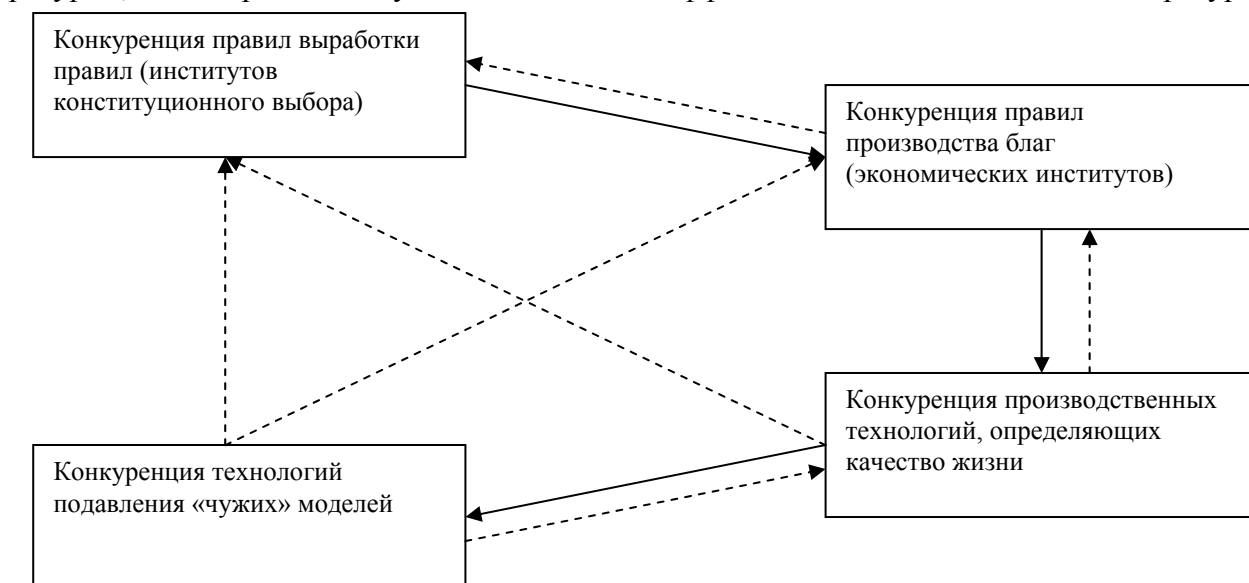 Конкуренция правил выработки
правил (институтов
конституционного выбора)
Конкуренция правил
производства благ
(экономических институтов)
Конкуренция производственных
технологий, определяющих
качество жизни
Конкуренция технологий
подавления «чужих» моделей